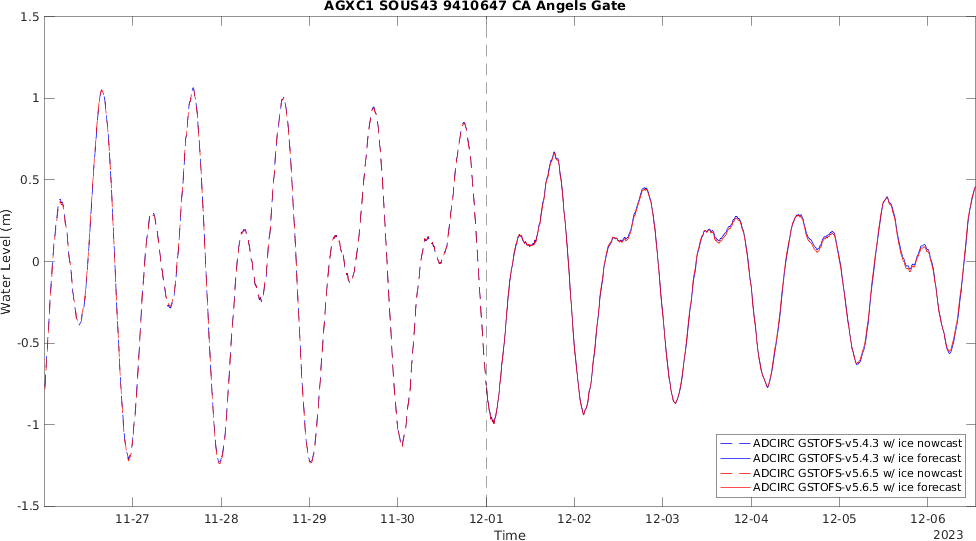 AGXC1 SOUS43 9410647 CA Angels Gate
1.5
1
0.5
0
-0.5
-1
-1.5
Water Level (m)
11-27
11-28
11-29
11-30
12-01
12-02
12-03
12-04
12-05
12-06
Time
2023
ADCIRC GSTOFS-v5.4.3 w/ ice nowcast
ADCIRC GSTOFS-v5.4.3 w/ ice forecast
ADCIRC GSTOFS-v5.6.5 w/ ice nowcast
ADCIRC GSTOFS-v5.6.5 w/ ice forecast